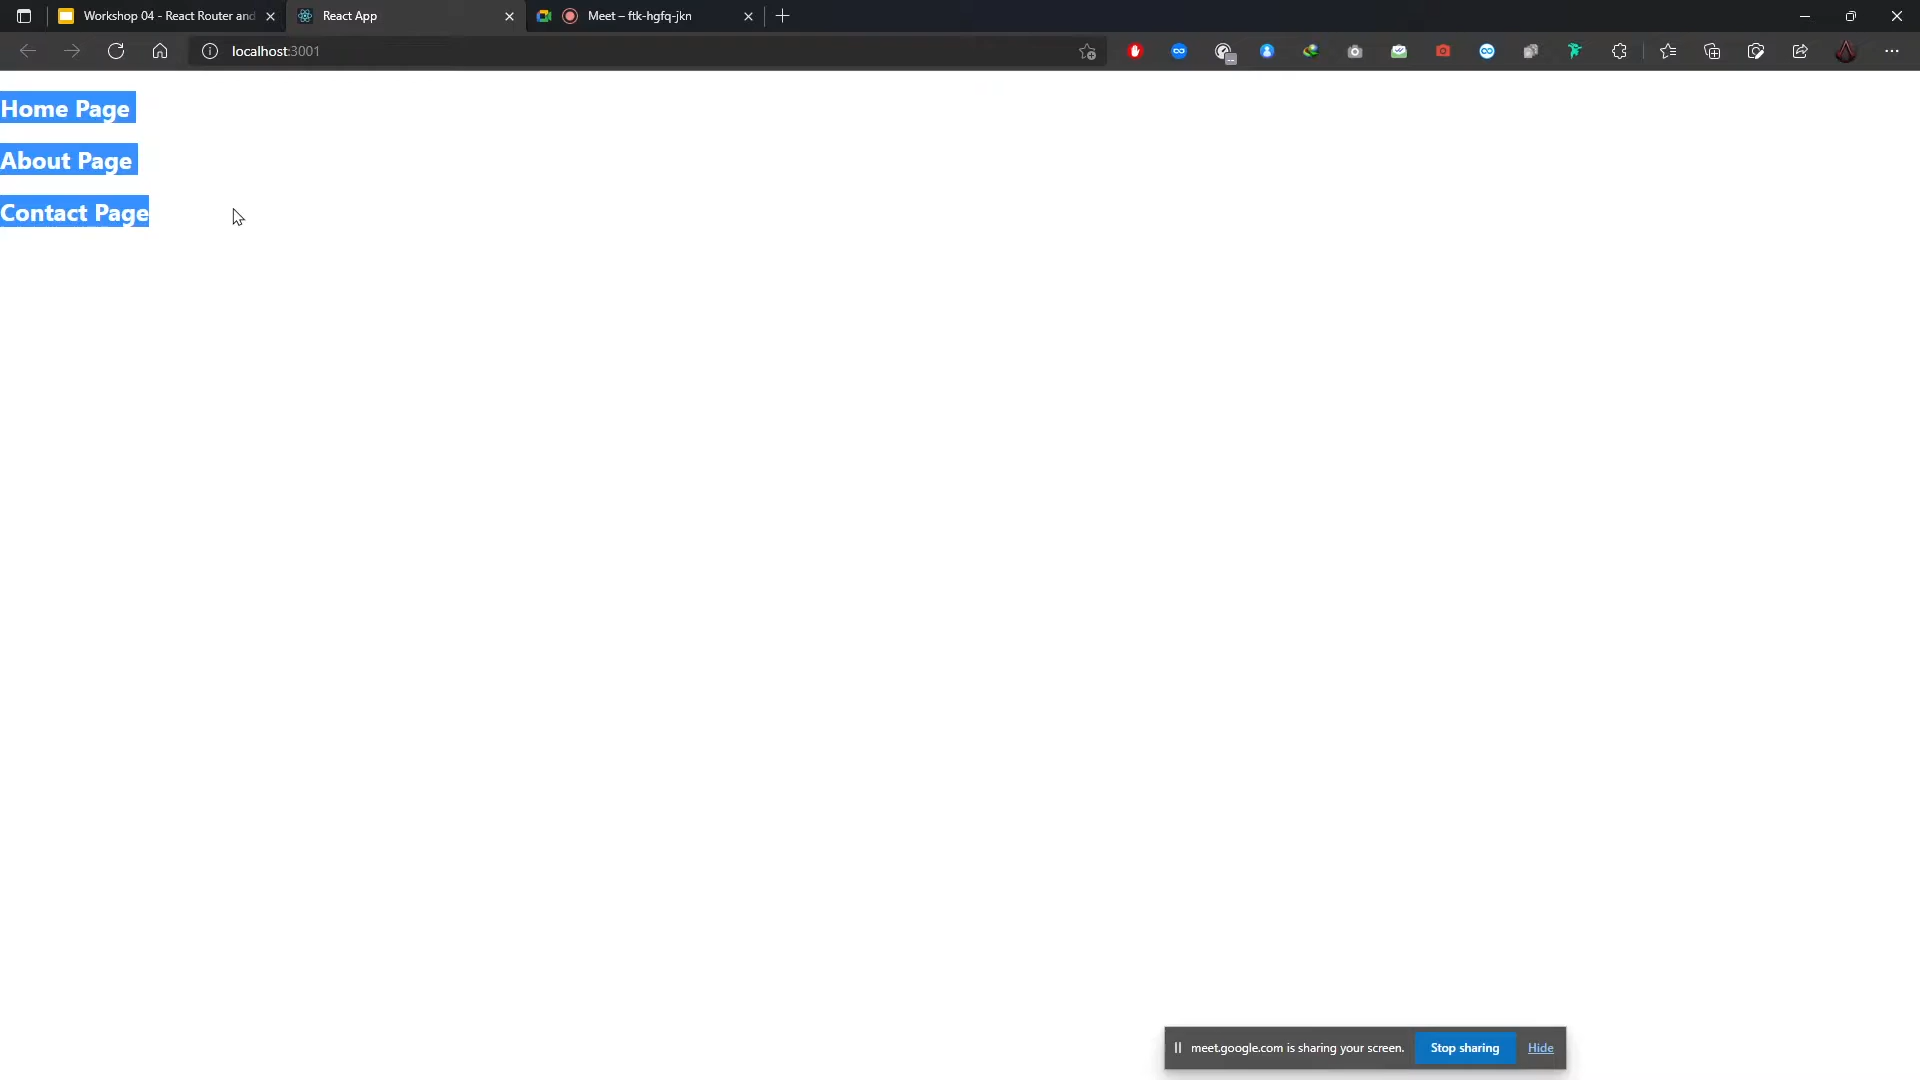 Workshop 04 - React Router and
React App
Meet – ftk-hgfq-jkn
localhost:3001
Home Page
About Page
Contact Page
meet.google.com is sharing your screen.
Stop sharing
Hide